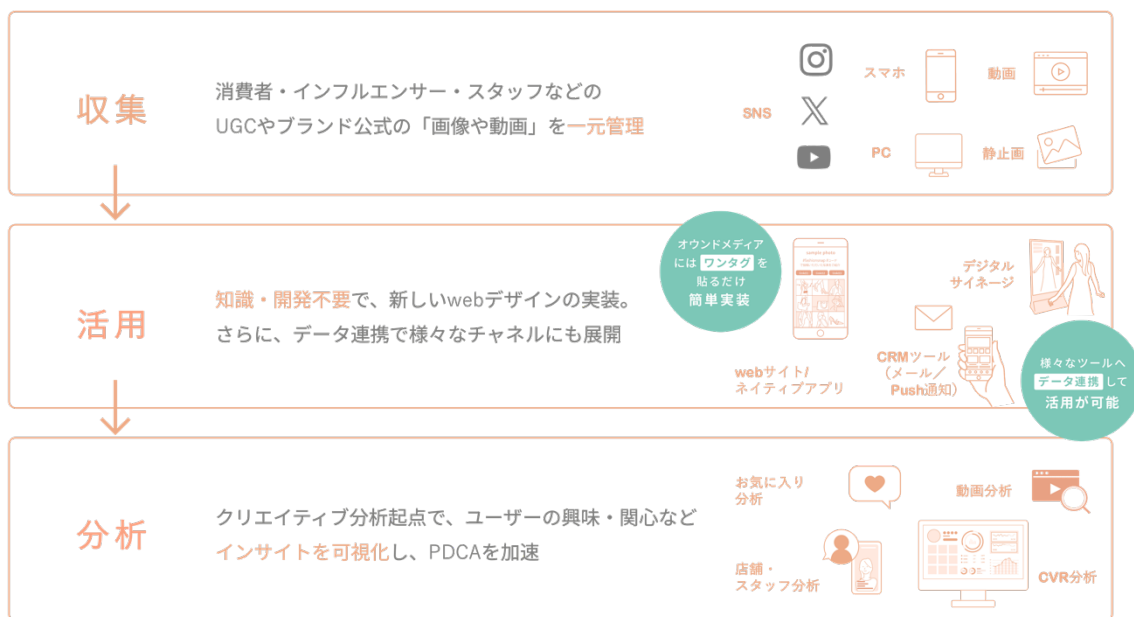 収集
消費者・インフルエンサー・スタッフなどの
UGCやブランド公式の「画像や動画」を一元管理
SNS
スマホ
動画
PC
静止画
活用
知識・開発不要で、新しいwebデザインの実装。
さらに、データ連携で様々なチャネルにも展開
オウンドメディア
には ワンタグ を
貼るだけ
簡単実装
webサイト/
ネイティブアプリ
デジタル
サイネージ
CRMツール
(メール/
Push通知)
様々なツールへ
データ連携 して
活用が可能
分析
クリエイティブ分析起点で、ユーザーの興味・関心など
インサイトを可視化し、PDCAを加速
お気に入り
分析
動画分析
店舗・
スタッフ分析
CVR分析